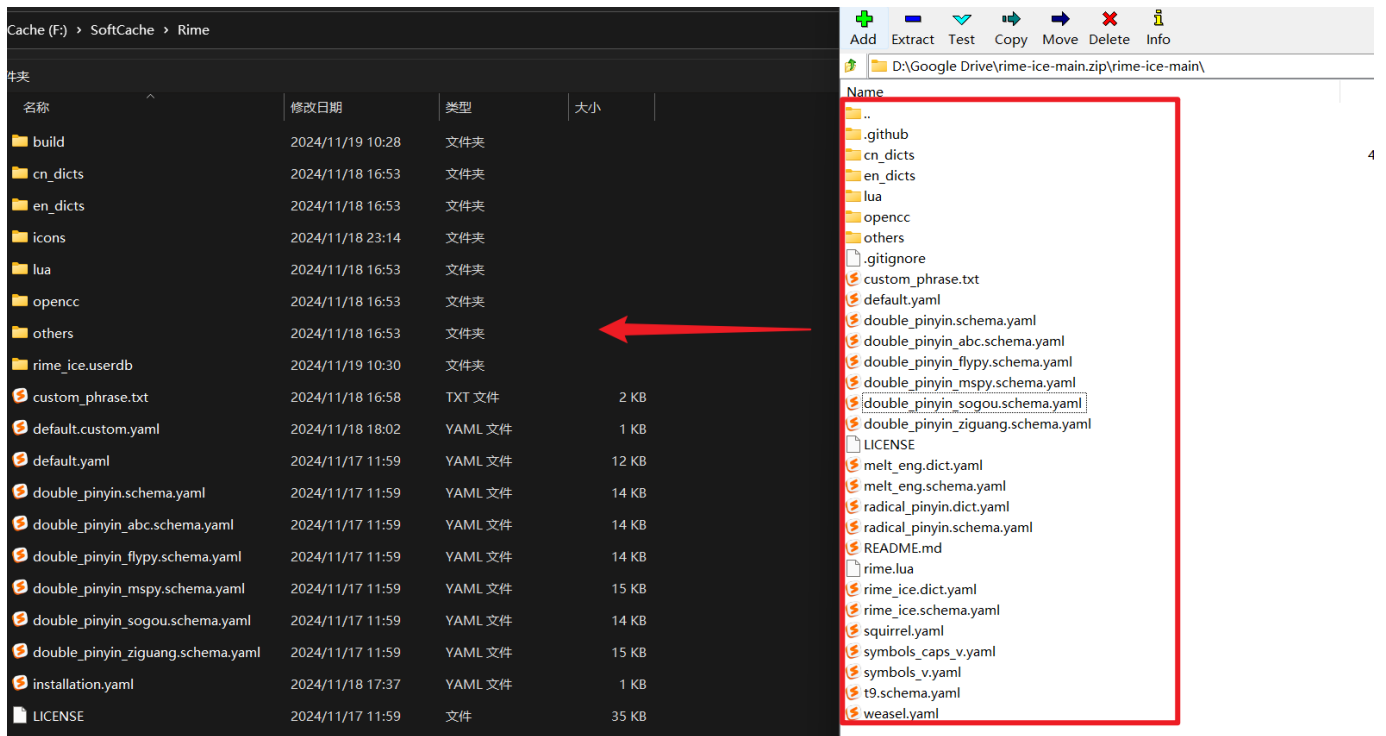 Cache (F:) › SoftCache › Rime
件夹
名称 修改日期 类型 大小
build 2024/11/19 10:28 文件夹
cn_dicts 2024/11/18 16:53 文件夹
en_dicts 2024/11/18 16:53 文件夹
icons 2024/11/18 23:14 文件夹
lua 2024/11/18 16:53 文件夹
opencc 2024/11/18 16:53 文件夹
others 2024/11/18 16:53 文件夹
rime_ice.userdb 2024/11/19 10:30 文件夹
custom_phrase.txt 2024/11/18 16:58 TXT 文件 2 KB
default.custom.yaml 2024/11/18 18:02 YAML 文件 1 KB
default.yaml 2024/11/17 11:59 YAML 文件 12 KB
double_pinyin.schema.yaml 2024/11/17 11:59 YAML 文件 14 KB
double_pinyin_abc.schema.yaml 2024/11/17 11:59 YAML 文件 14 KB
double_pinyin_flypy.schema.yaml 2024/11/17 11:59 YAML 文件 14 KB
double_pinyin_mspy.schema.yaml 2024/11/17 11:59 YAML 文件 15 KB
double_pinyin_sogou.schema.yaml 2024/11/17 11:59 YAML 文件 14 KB
double_pinyin_ziguang.schema.yaml 2024/11/17 11:59 YAML 文件 15 KB
installation.yaml 2024/11/18 17:37 YAML 文件 1 KB
LICENSE 2024/11/17 11:59 文件 35 KB
Add Extract Test Copy Move Delete Info
D:\Google Drive\rime-ice-main.zip\rime-ice-main\
Name
..
.github
cn_dicts 4
en_dicts
lua
opencc
others
.gitignore
custom_phrase.txt
default.yaml
double_pinyin.schema.yaml
double_pinyin_abc.schema.yaml
double_pinyin_flypy.schema.yaml
double_pinyin_mspy.schema.yaml
double_pinyin_sogou.schema.yaml
double_pinyin_ziguang.schema.yaml
LICENSE
melt_eng.dict.yaml
melt_eng.schema.yaml
radical_pinyin.dict.yaml
radical_pinyin.schema.yaml
README.md
rime.lua
rime_ice.dict.yaml
rime_ice.schema.yaml
squirrel.yaml
symbols_caps_v.yaml
symbols_v.yaml
t9.schema.yaml
weasel.yaml